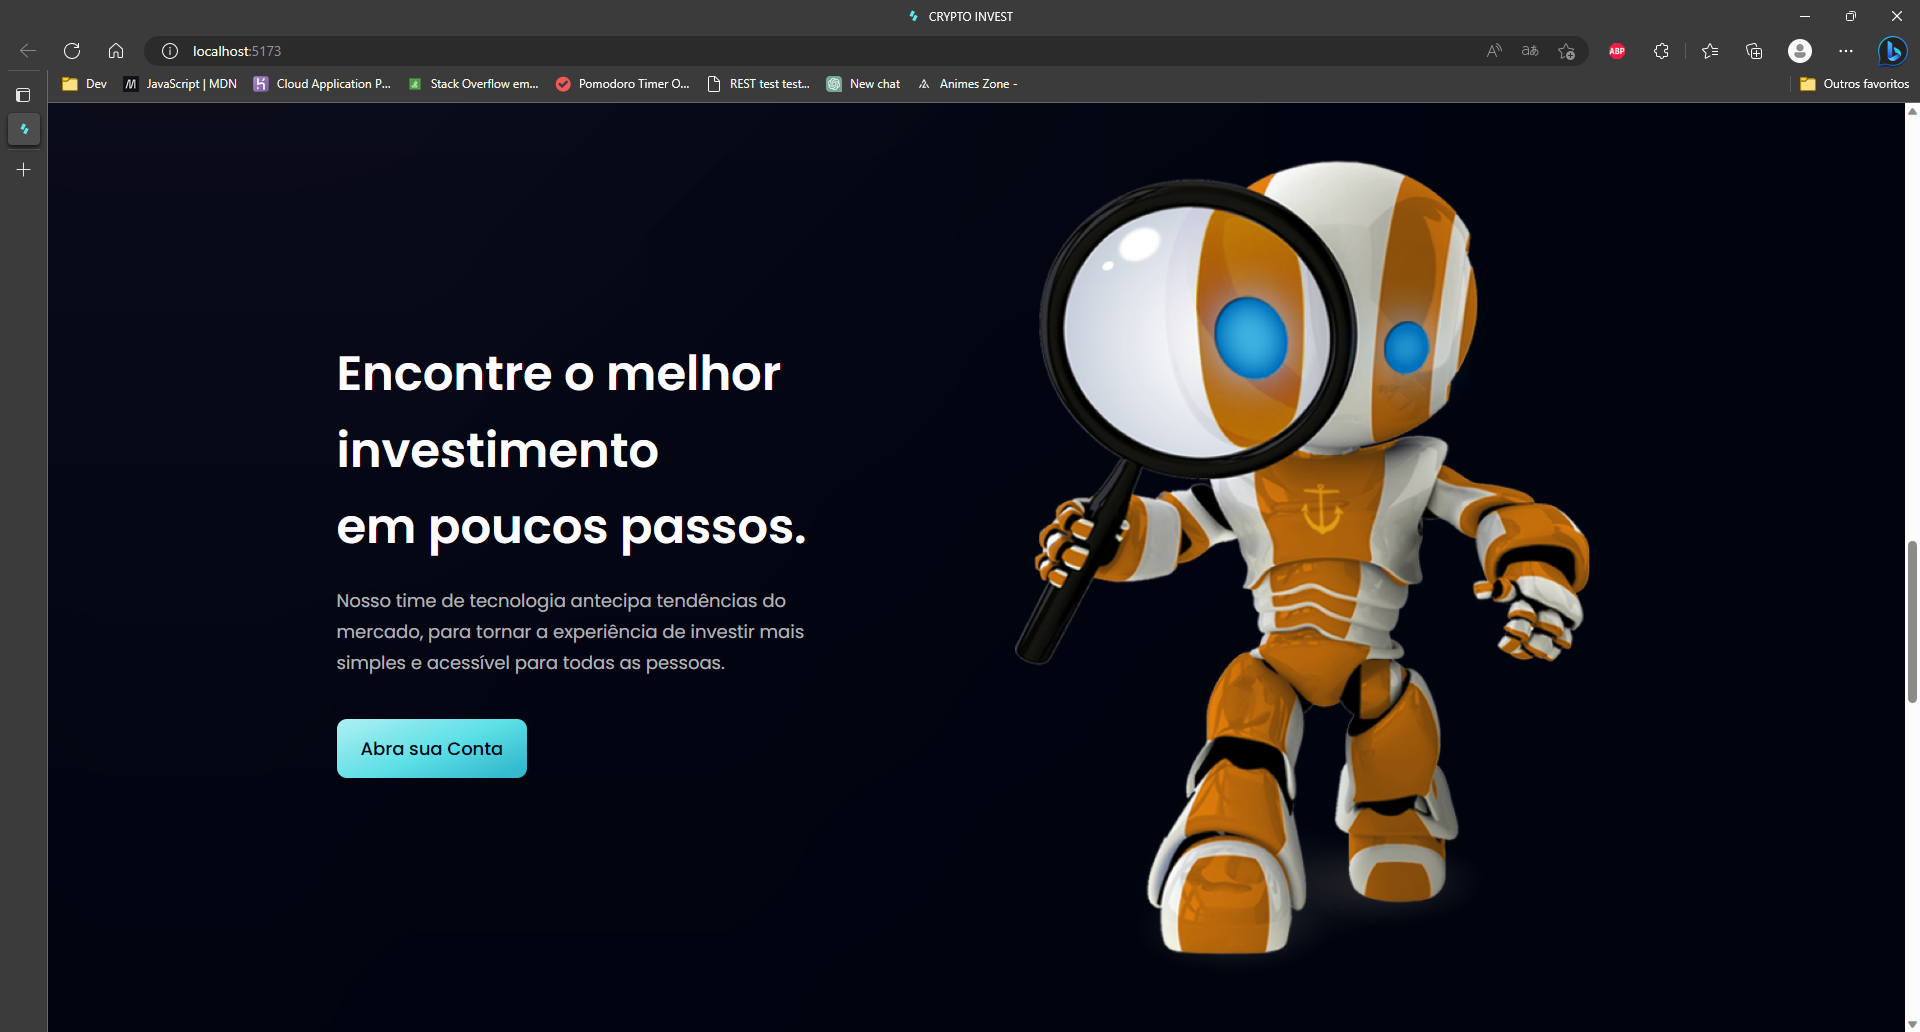 CRYPTO INVEST
localhost:5173
ABP
Dev
JavaScript | MDN
Cloud Application P...
Stack Overflow em...
Pomodoro Timer O...
REST test test...
New chat
Animes Zone -
Outros favoritos
Encontre o melhor
investimento
em poucos passos.
Nosso time de tecnologia antecipa tendências do
mercado, para tornar a experiência de investir mais
simples e acessível para todas as pessoas.
Abra sua Conta